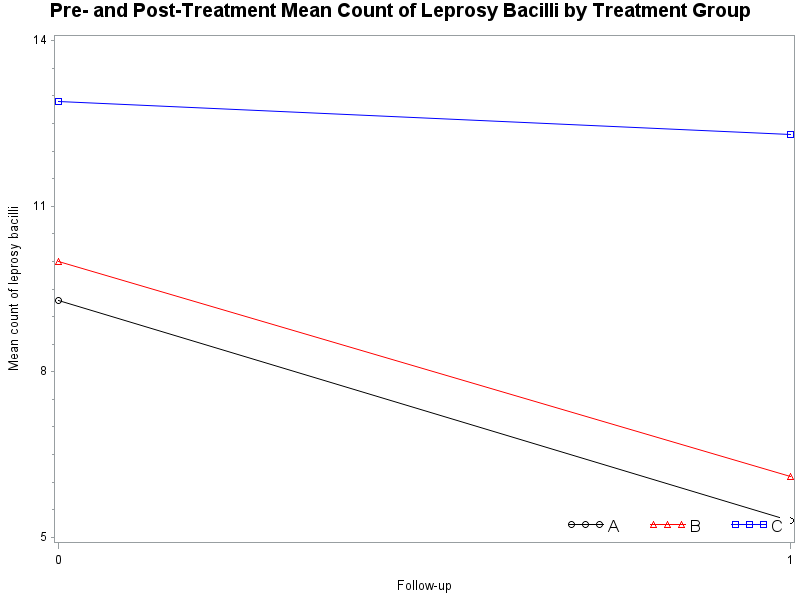 Pre- and Post-Treatment Mean Count of Leprosy Bacilli by Treatment Group
14
11
8
5
Mean count of leprosy bacilli
A B C
0 1
Follow-up